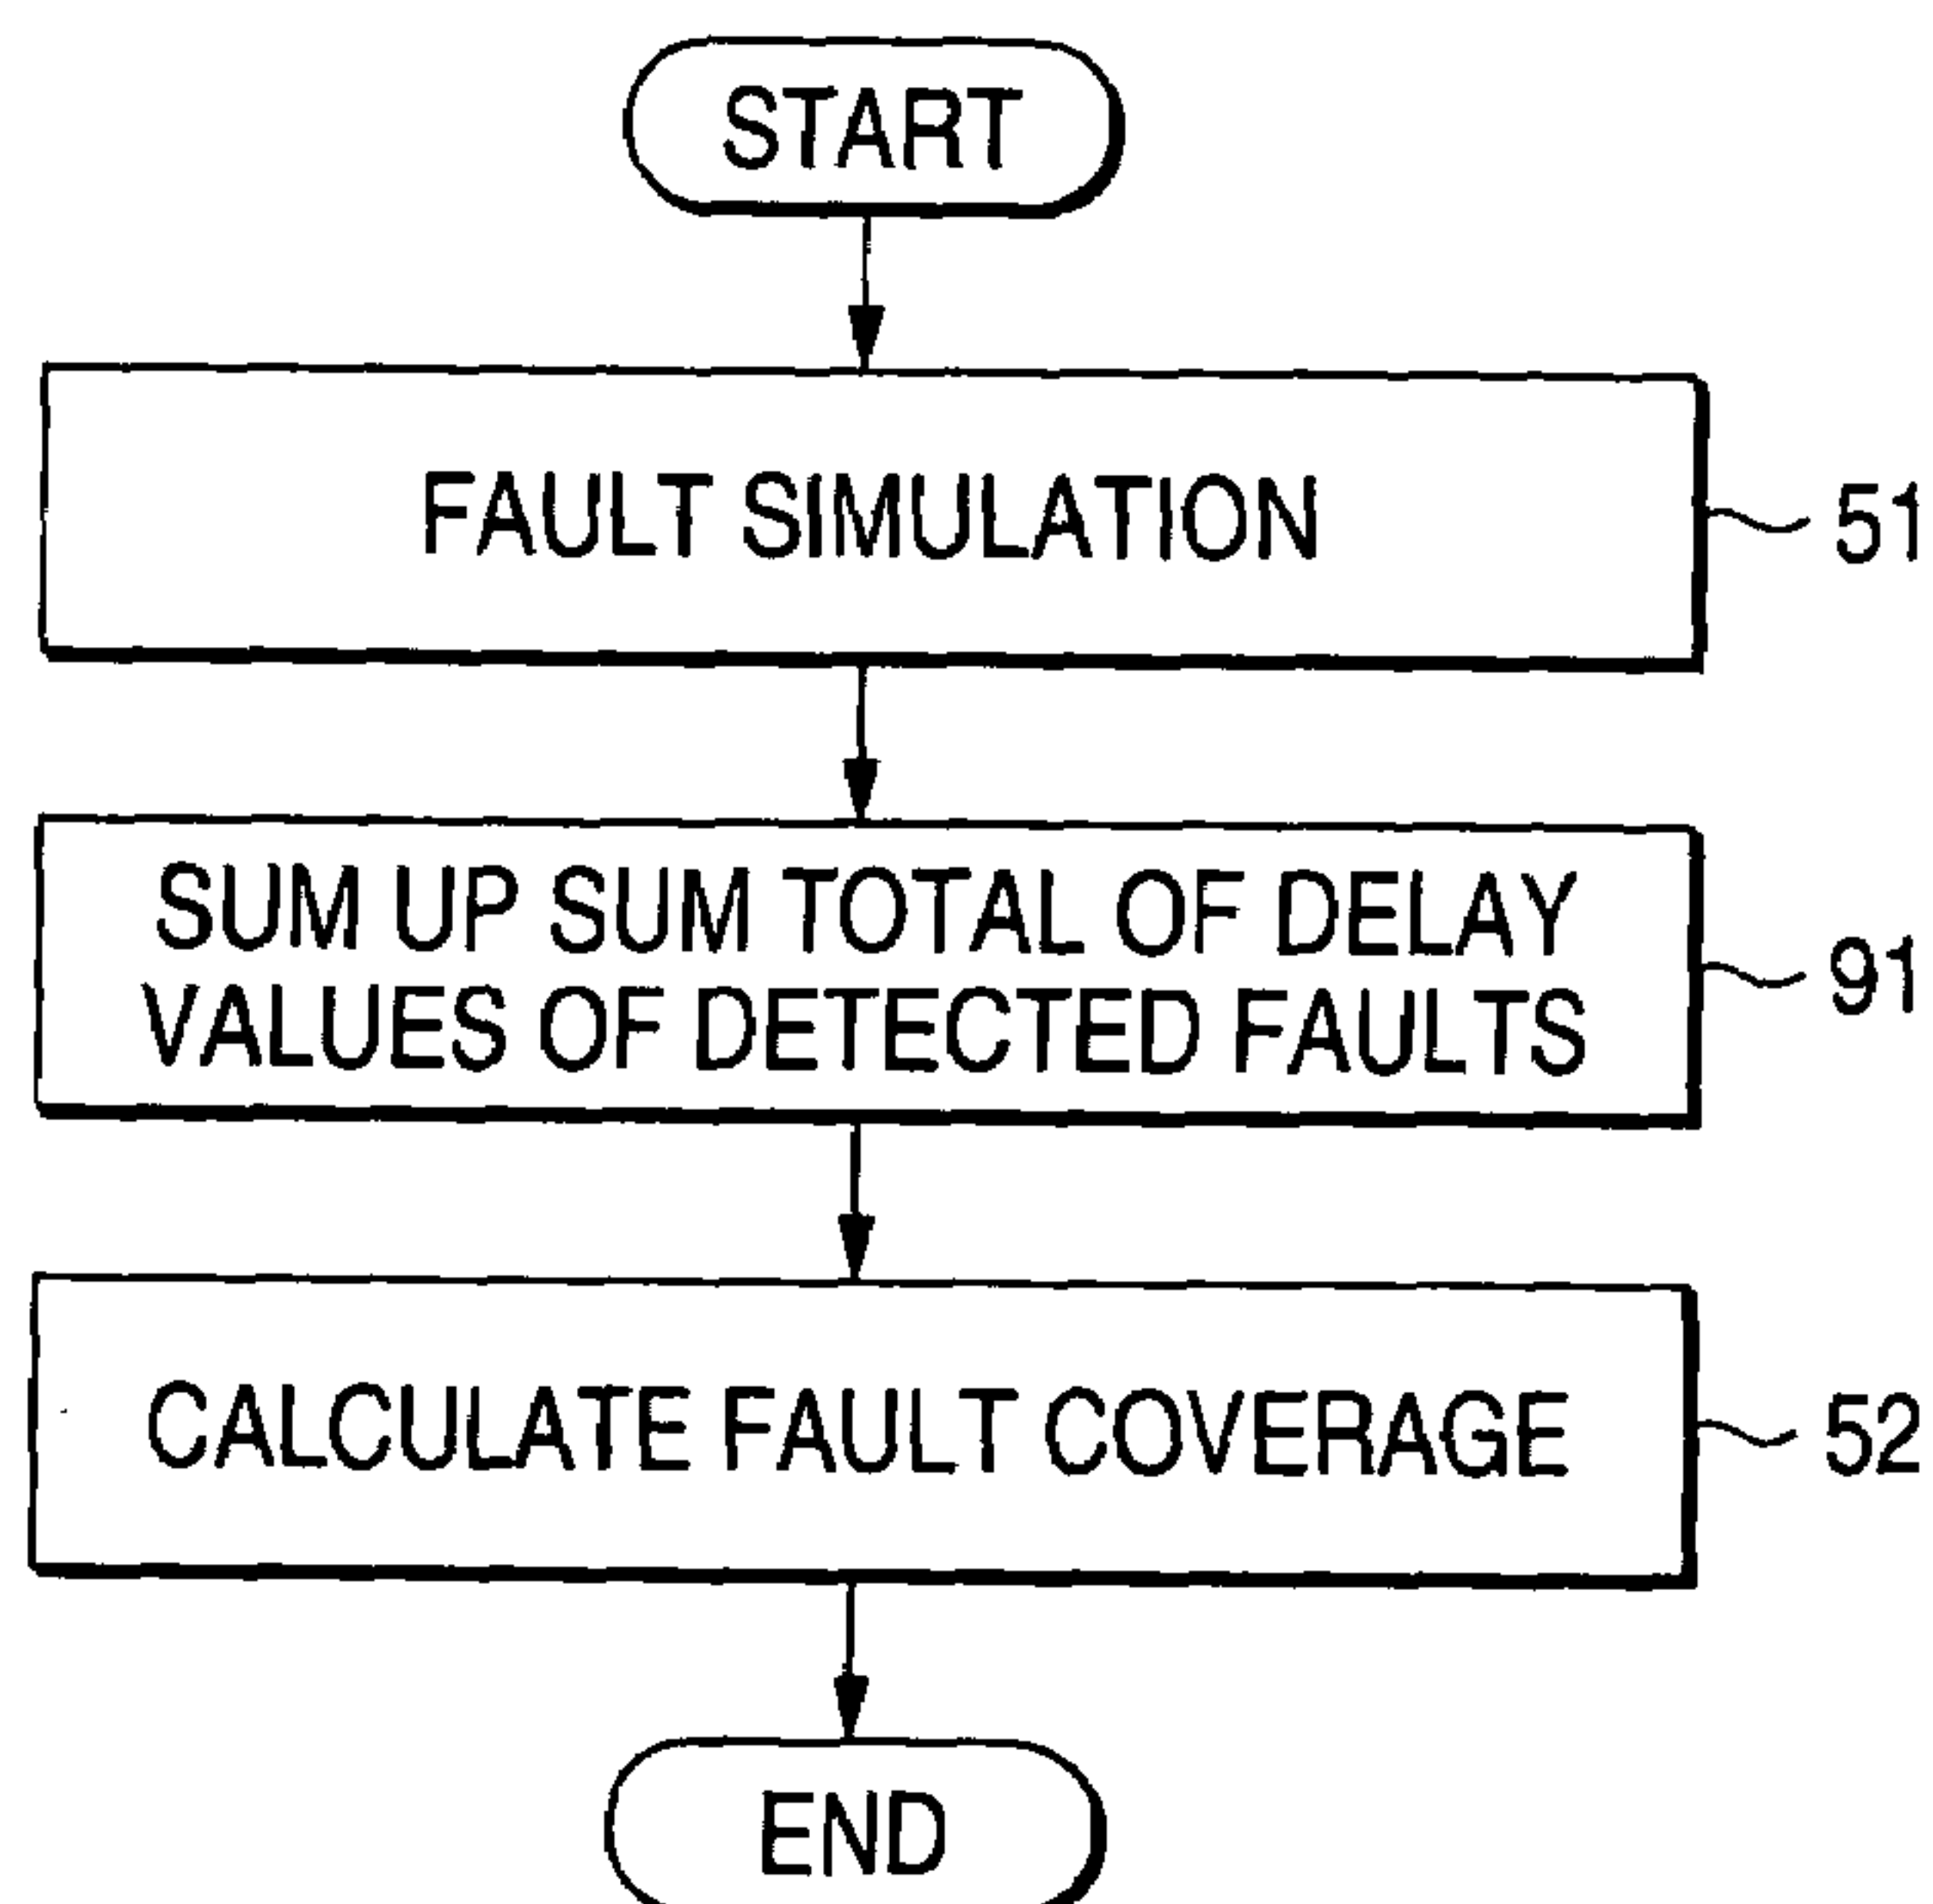 START
FAULT SIMULATION
51
SUM UP SUM TOTAL OF DELAY
VALUES OF DETECTED FAULTS
91
CALCULATE FAULT COVERAGE
52
END